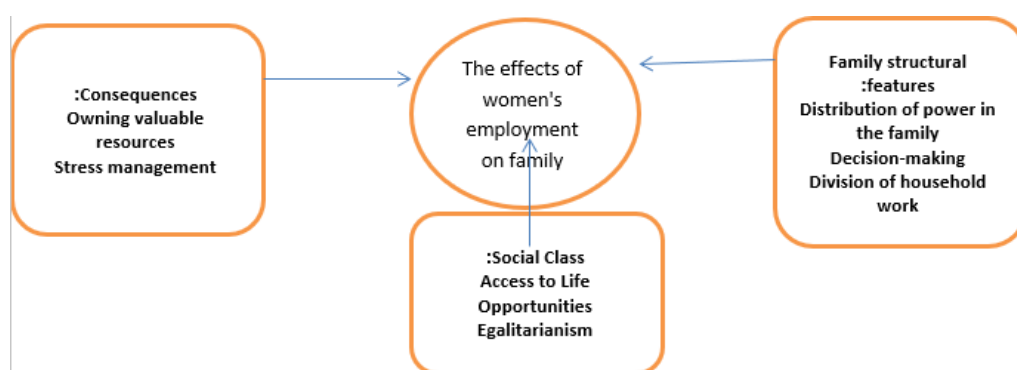 :Consequences
Owning valuable
resources
Stress management
The effects of
women's
employment
on family
Family structural
:features
Distribution of power in
the family
Decision-making
Division of household
work
:Social Class
Access to Life
Opportunities
Egalitarianism